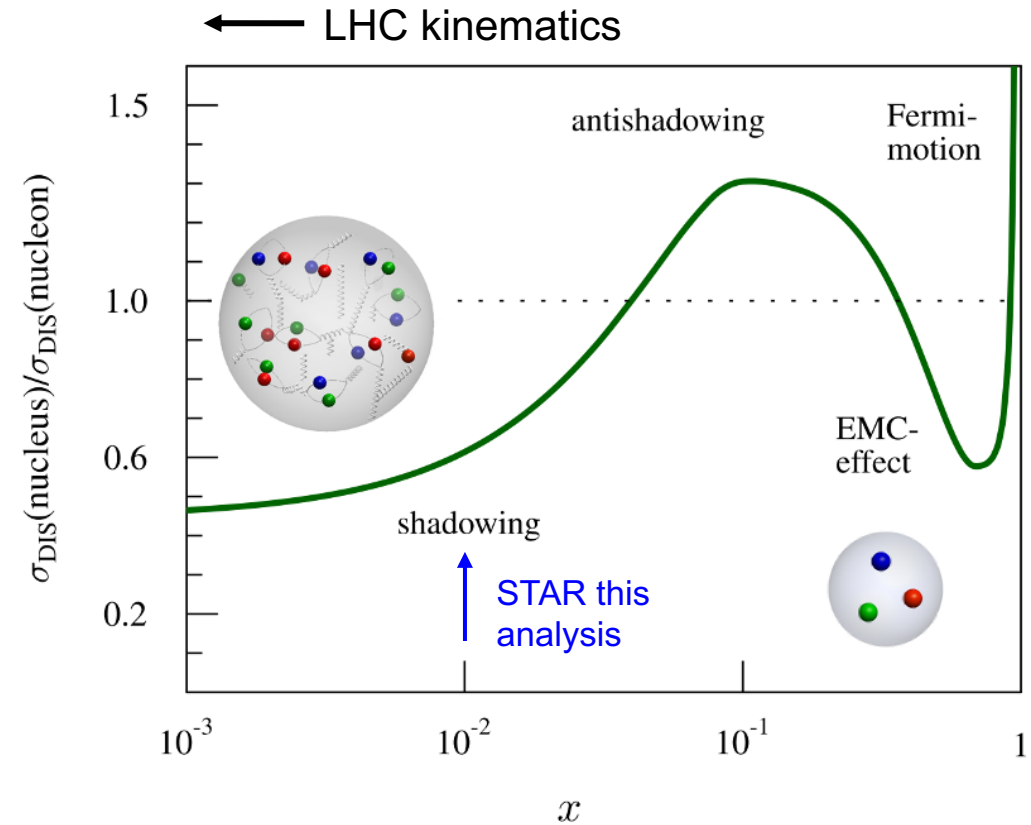 LHC kinematics
1.5
antishadowing
Fermi-
motion
σDIS(nucleus)/σDIS(nucleon)
1.0
EMC-
effect
0.6
shadowing
STAR this
analysis
0.2
10⁻³
10⁻²
10⁻¹
1
x